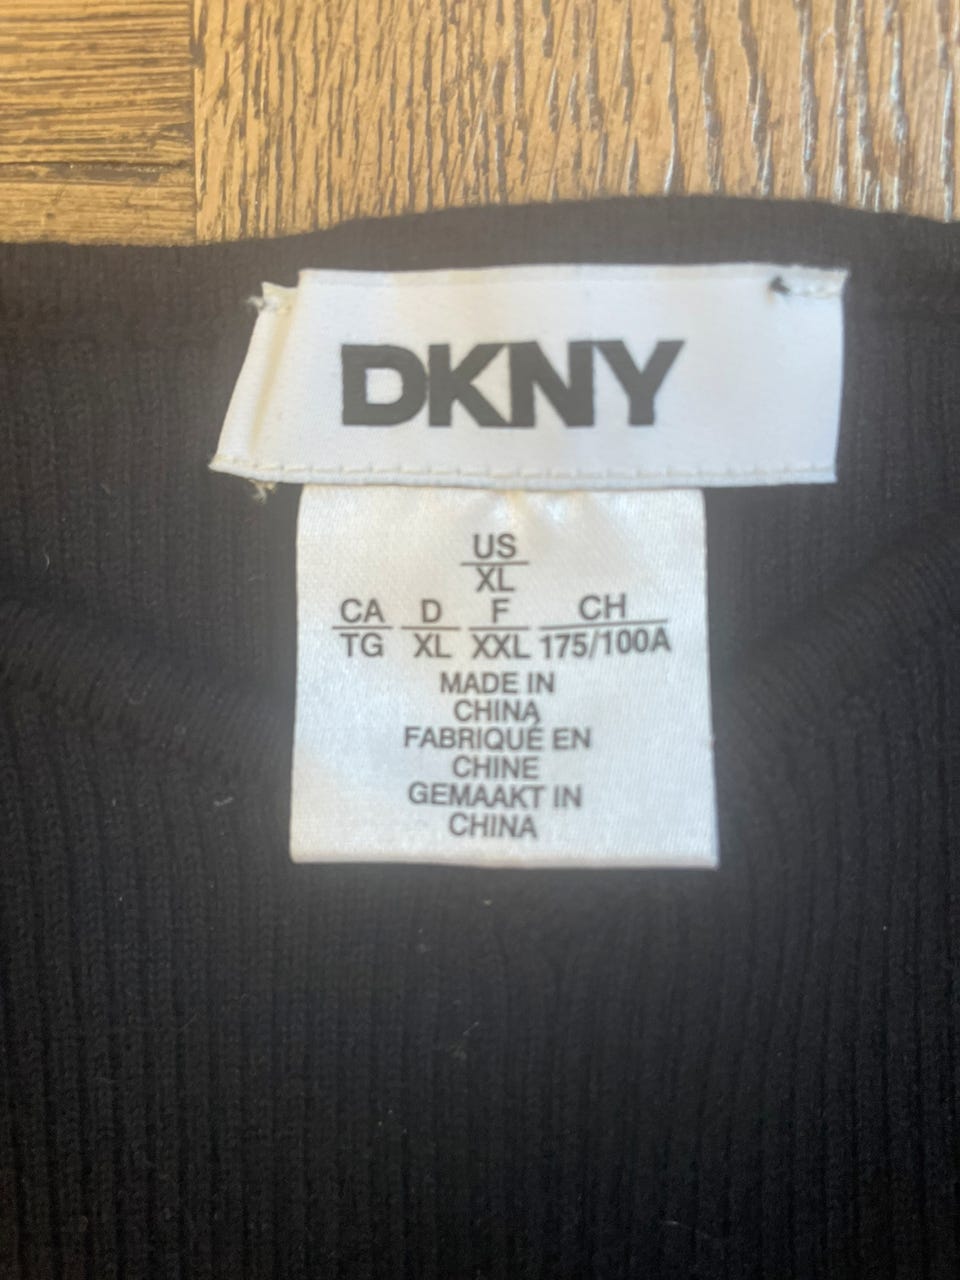 DKNY
US
XL
CA D F CH
TG XL XXL 175/100A
MADE IN
CHINA
FABRIQUÉ EN
CHINE
GEMAAKT IN
CHINA